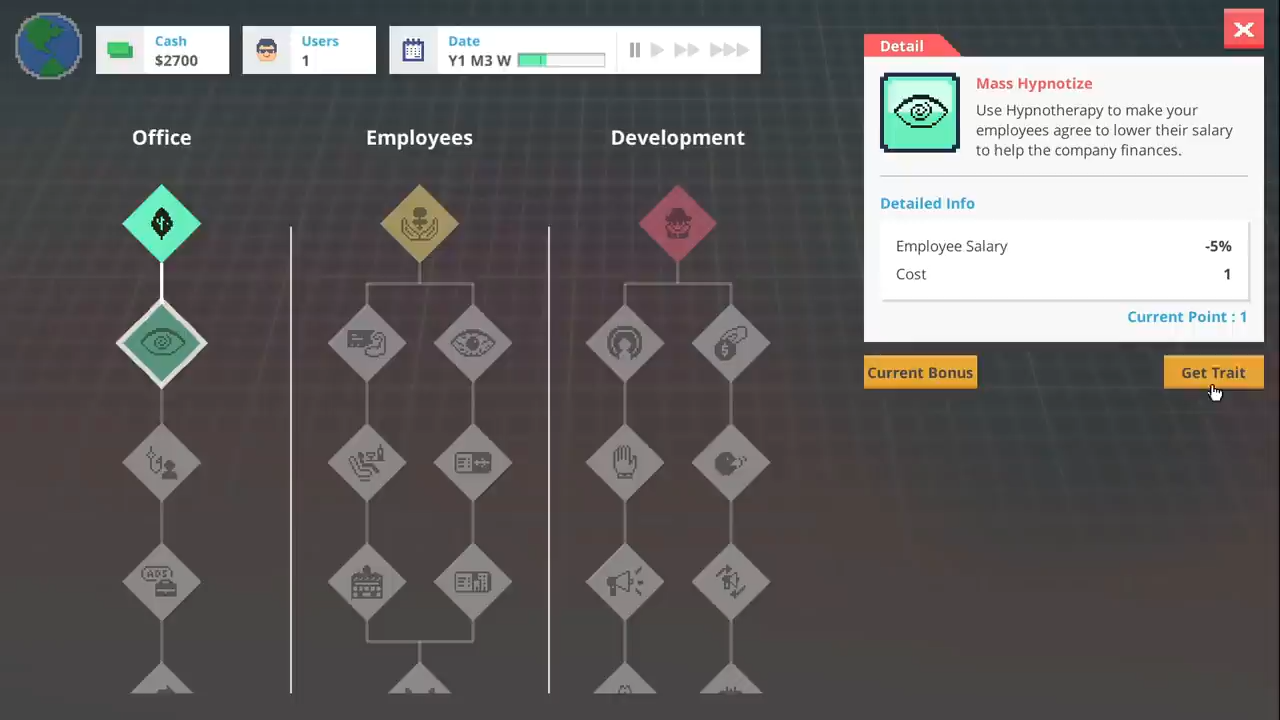 Cash
$2700
Users
1
Date
Y1 M3 W
Office
Employees
Development
ADS!
Detail
Mass Hypnotize
Use Hypnotherapy to make your
employees agree to lower their salary
to help the company finances.
Detailed Info
Employee Salary -5%
Cost 1
Current Point : 1
Current Bonus
Get Trait